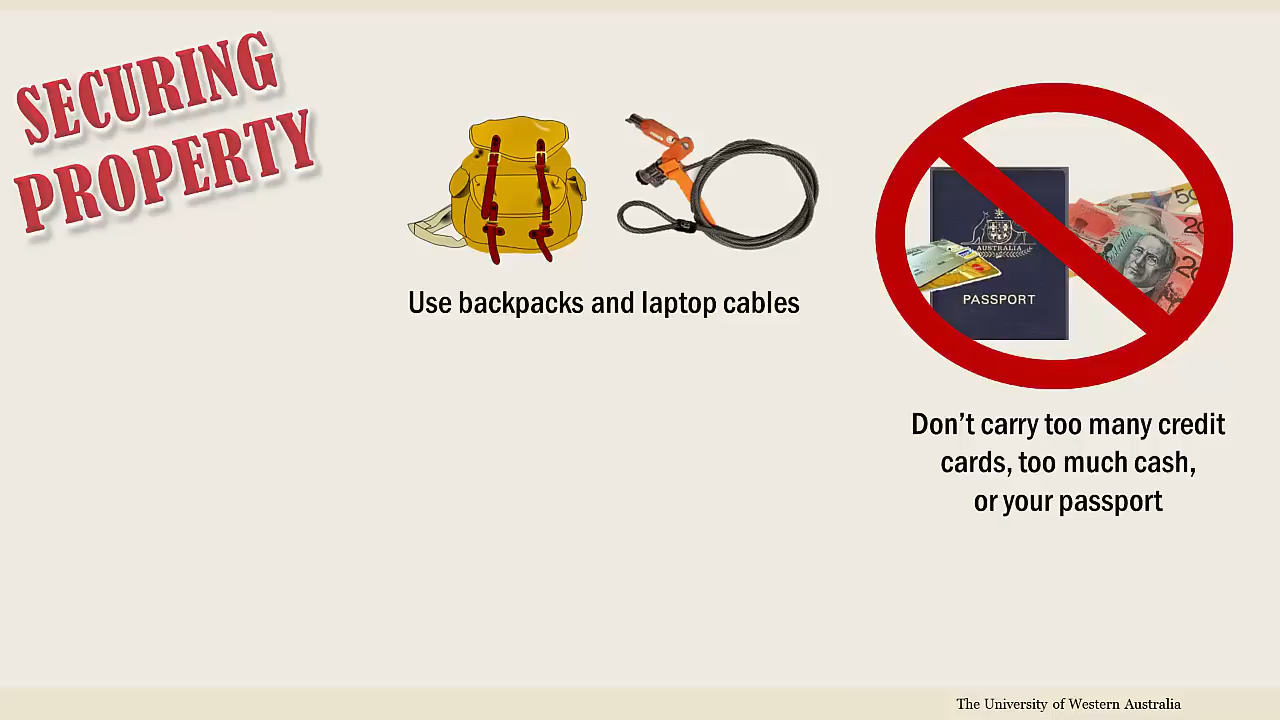 SECURING
PROPERTY
Use backpacks and laptop cables
AUSTRALIA
PASSPORT
Don’t carry too many credit
cards, too much cash,
or your passport
The University of Western Australia